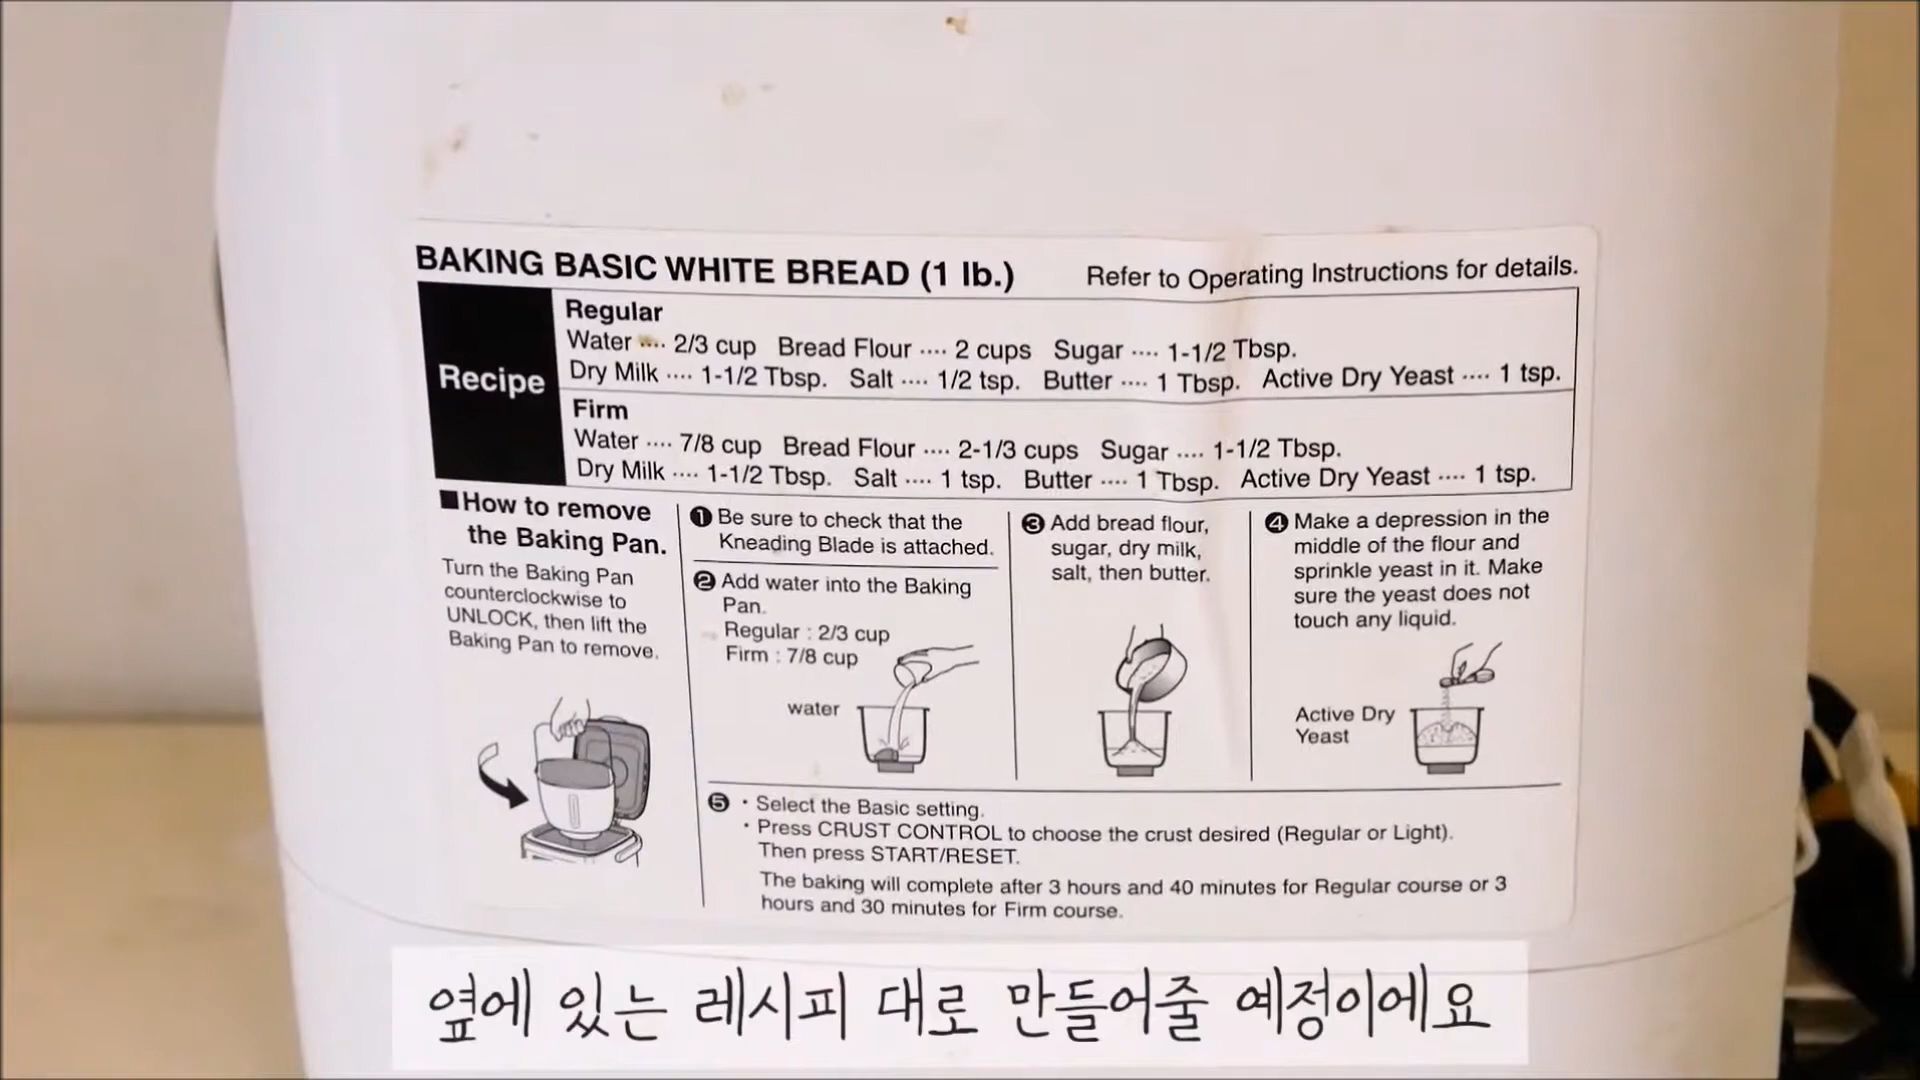 BAKING BASIC WHITE BREAD (1 lb.) Refer to Operating Instructions for details.
Recipe
Regular
Water ···· 2/3 cup Bread Flour ···· 2 cups Sugar ···· 1-1/2 Tbsp.
Dry Milk ···· 1-1/2 Tbsp. Salt ···· 1/2 tsp. Butter ···· 1 Tbsp. Active Dry Yeast ···· 1 tsp.
Firm
Water ···· 7/8 cup Bread Flour ···· 2-1/3 cups Sugar ···· 1-1/2 Tbsp.
Dry Milk ···· 1-1/2 Tbsp. Salt ···· 1 tsp. Butter ···· 1 Tbsp. Active Dry Yeast ···· 1 tsp.
■How to remove
the Baking Pan.
Turn the Baking Pan
counterclockwise to
UNLOCK, then lift the
Baking Pan to remove.
❶ Be sure to check that the
Kneading Blade is attached.
❷ Add water into the Baking
Pan.
Regular : 2/3 cup
Firm : 7/8 cup
water
❸ Add bread flour,
sugar, dry milk,
salt, then butter.
❹ Make a depression in the
middle of the flour and
sprinkle yeast in it. Make
sure the yeast does not
touch any liquid.
Active Dry
Yeast
❺ · Select the Basic setting.
· Press CRUST CONTROL to choose the crust desired (Regular or Light).
Then press START/RESET.
The baking will complete after 3 hours and 40 minutes for Regular course or 3
hours and 30 minutes for Firm course.
옆에 있는 레시피 대로 만들어줄 예정이에요